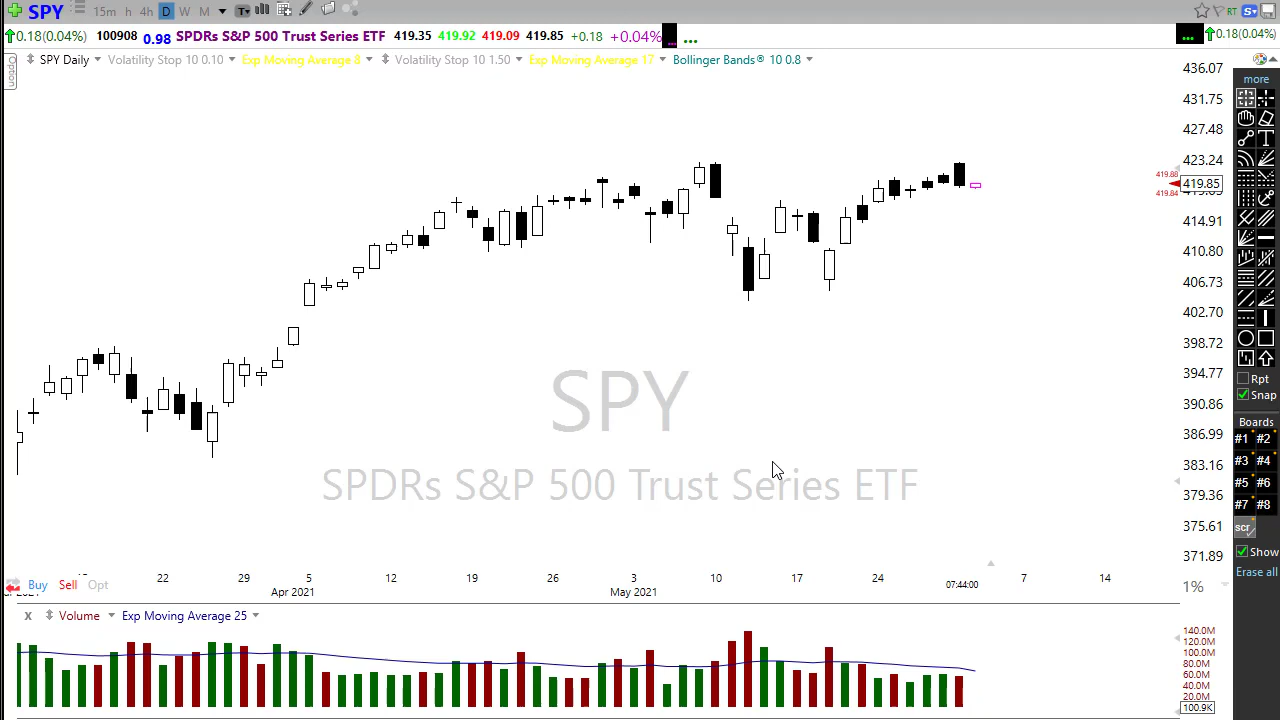 SPY 15m h 4h D W M T RT S
0.18(0.04%) 100908 0.98 SPDRs S&P 500 Trust Series ETF 419.35 419.92 419.09 419.85 +0.18 +0.04% ... ... 0.18(0.04%)
Option SPY Daily Volatility Stop 10 0.10 Exp Moving Average 8 Volatility Stop 10 1.50 Exp Moving Average 17 Bollinger Bands® 10 0.8
436.07
more
431.75
427.48
423.24
419.88
419.85
419.84
414.91
410.80
406.73
402.70
398.72
394.77
390.86
386.99
383.16
379.36
375.61
371.89
SPY
SPDRs S&P 500 Trust Series ETF
Rpt
Snap
Boards
#1 #2
#3 #4
#5 #6
#7 #8
scr
Show
Erase all
22 29 5 12 19 26 3 10 17 24 07:44:00 7 14
Buy Sell Opt 1%
Apr 2021 May 2021
X Volume Exp Moving Average 25
140.0M
120.0M
100.0M
80.0M
60.0M
40.0M
20.0M
100.9K